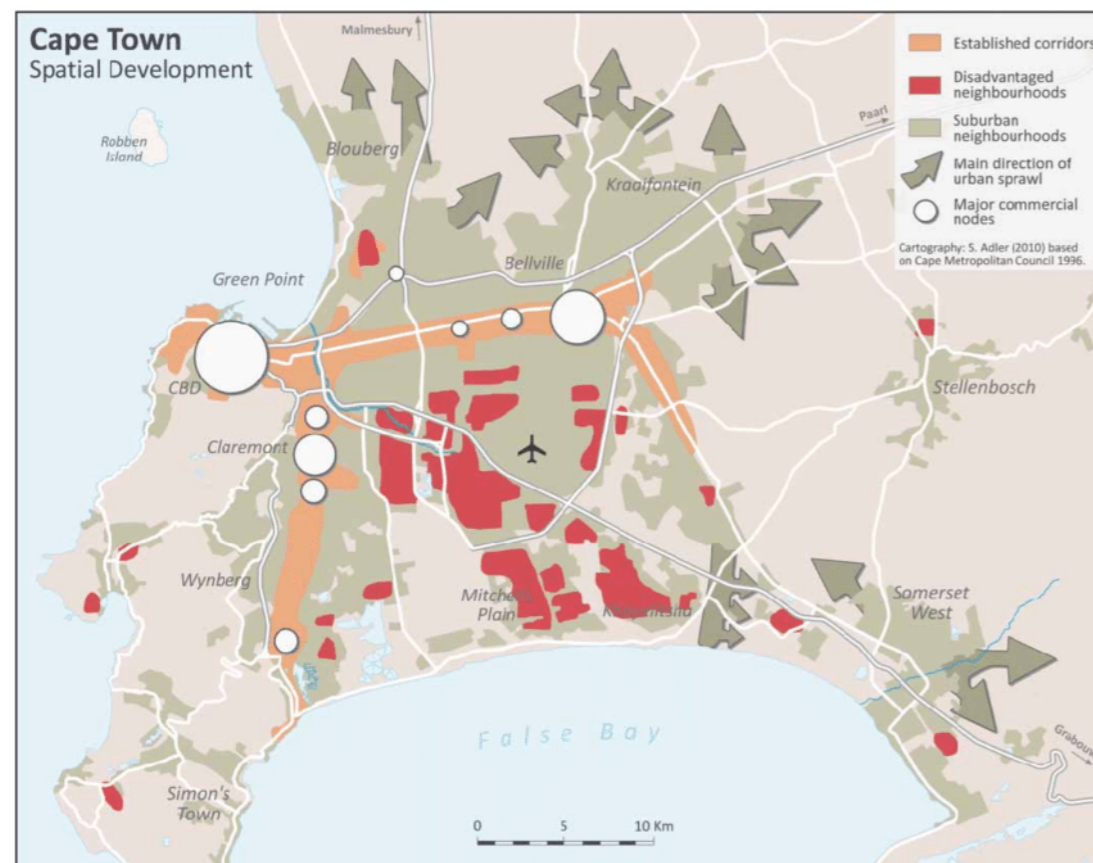 Cape Town
Spatial Development
Malmesbury
Established corridors
Disadvantaged
neighbourhoods
Suburban
neighbourhoods
Main direction of
urban sprawl
Major commercial
nodes
Cartography: S. Adler (2010) based
on Cape Metropolitan Council 1996.
Robben
Island
Blouberg
Paarl
Kraaifontein
Green Point
Bellville
CBD
Stellenbosch
Claremont
Wynberg
Mitchells
Plain
Khayelitsha
Somerset
West
False Bay
Grabouw
Simon's
Town
0 5 10 Km